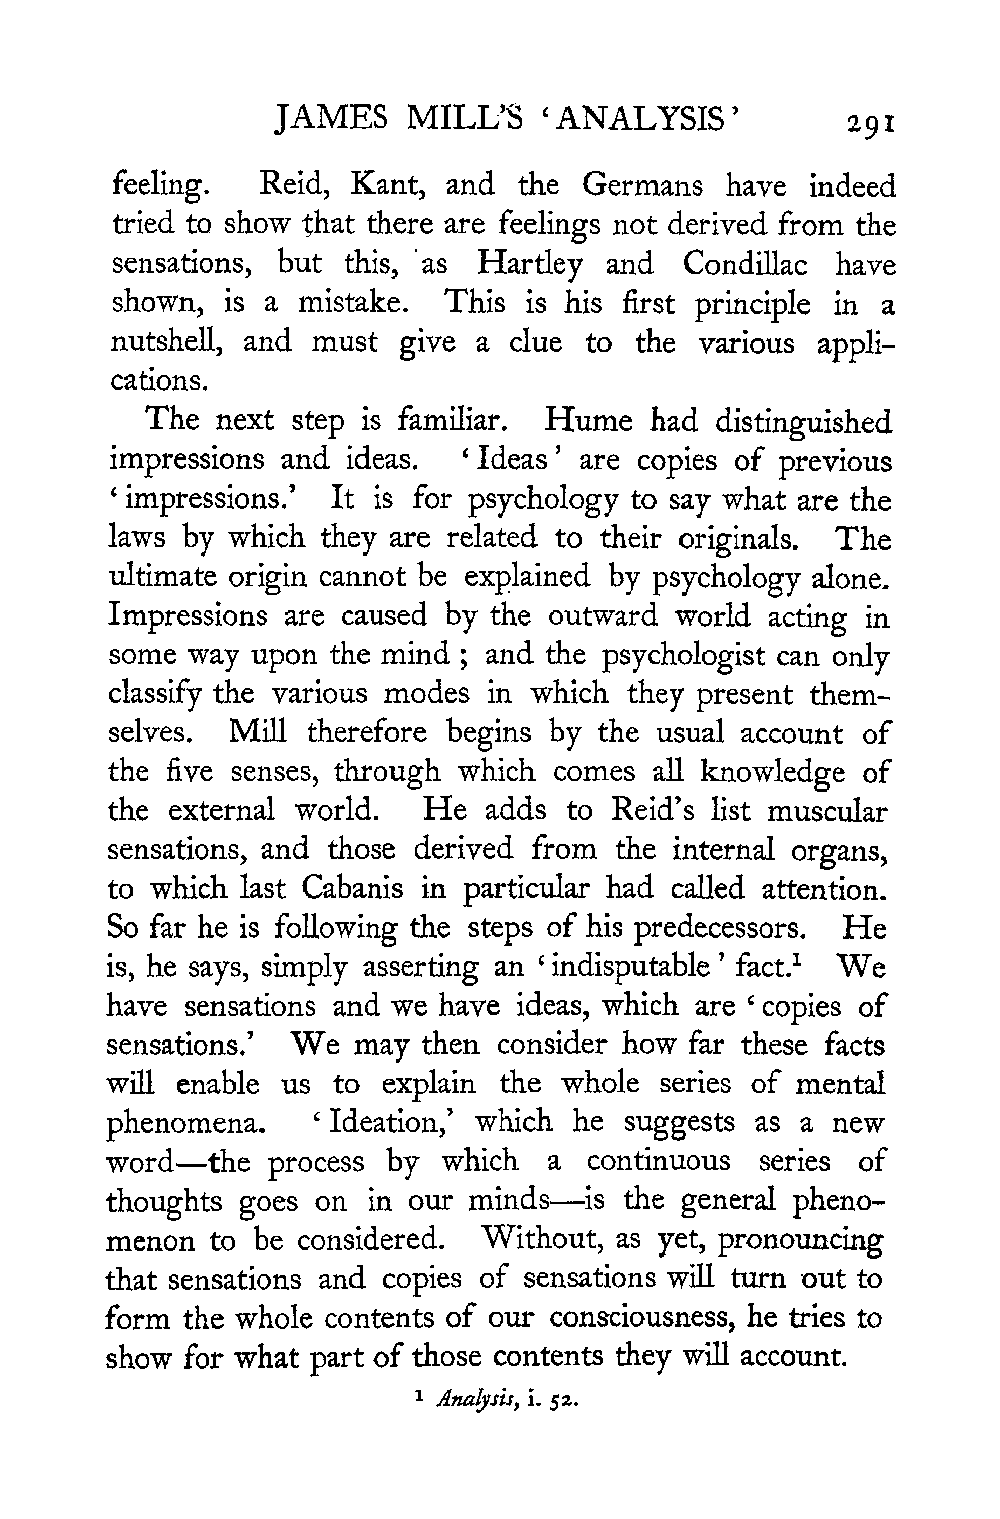 JAMES MILL'S ‘ANALYSIS’ 291
feeling. Reid, Kant, and the Germans have indeed
tried to show that there are feelings not derived from the
sensations, but this, as Hartley and Condillac have
shown, is a mistake. This is his first principle in a
nutshell, and must give a clue to the various appli-
cations.
The next step is familiar. Hume had distinguished
impressions and ideas. ‘Ideas’ are copies of previous
‘impressions.’ It is for psychology to say what are the
laws by which they are related to their originals. The
ultimate origin cannot be explained by psychology alone.
Impressions are caused by the outward world acting in
some way upon the mind; and the psychologist can only
classify the various modes in which they present them-
selves. Mill therefore begins by the usual account of
the five senses, through which comes all knowledge of
the external world. He adds to Reid's list muscular
sensations, and those derived from the internal organs,
to which last Cabanis in particular had called attention.
So far he is following the steps of his predecessors. He
is, he says, simply asserting an ‘indisputable’ fact.¹ We
have sensations and we have ideas, which are ‘copies of
sensations.’ We may then consider how far these facts
will enable us to explain the whole series of mental
phenomena. ‘Ideation,’ which he suggests as a new
word—the process by which a continuous series of
thoughts goes on in our minds—is the general pheno-
menon to be considered. Without, as yet, pronouncing
that sensations and copies of sensations will turn out to
form the whole contents of our consciousness, he tries to
show for what part of those contents they will account.
¹ Analysis, i. 52.